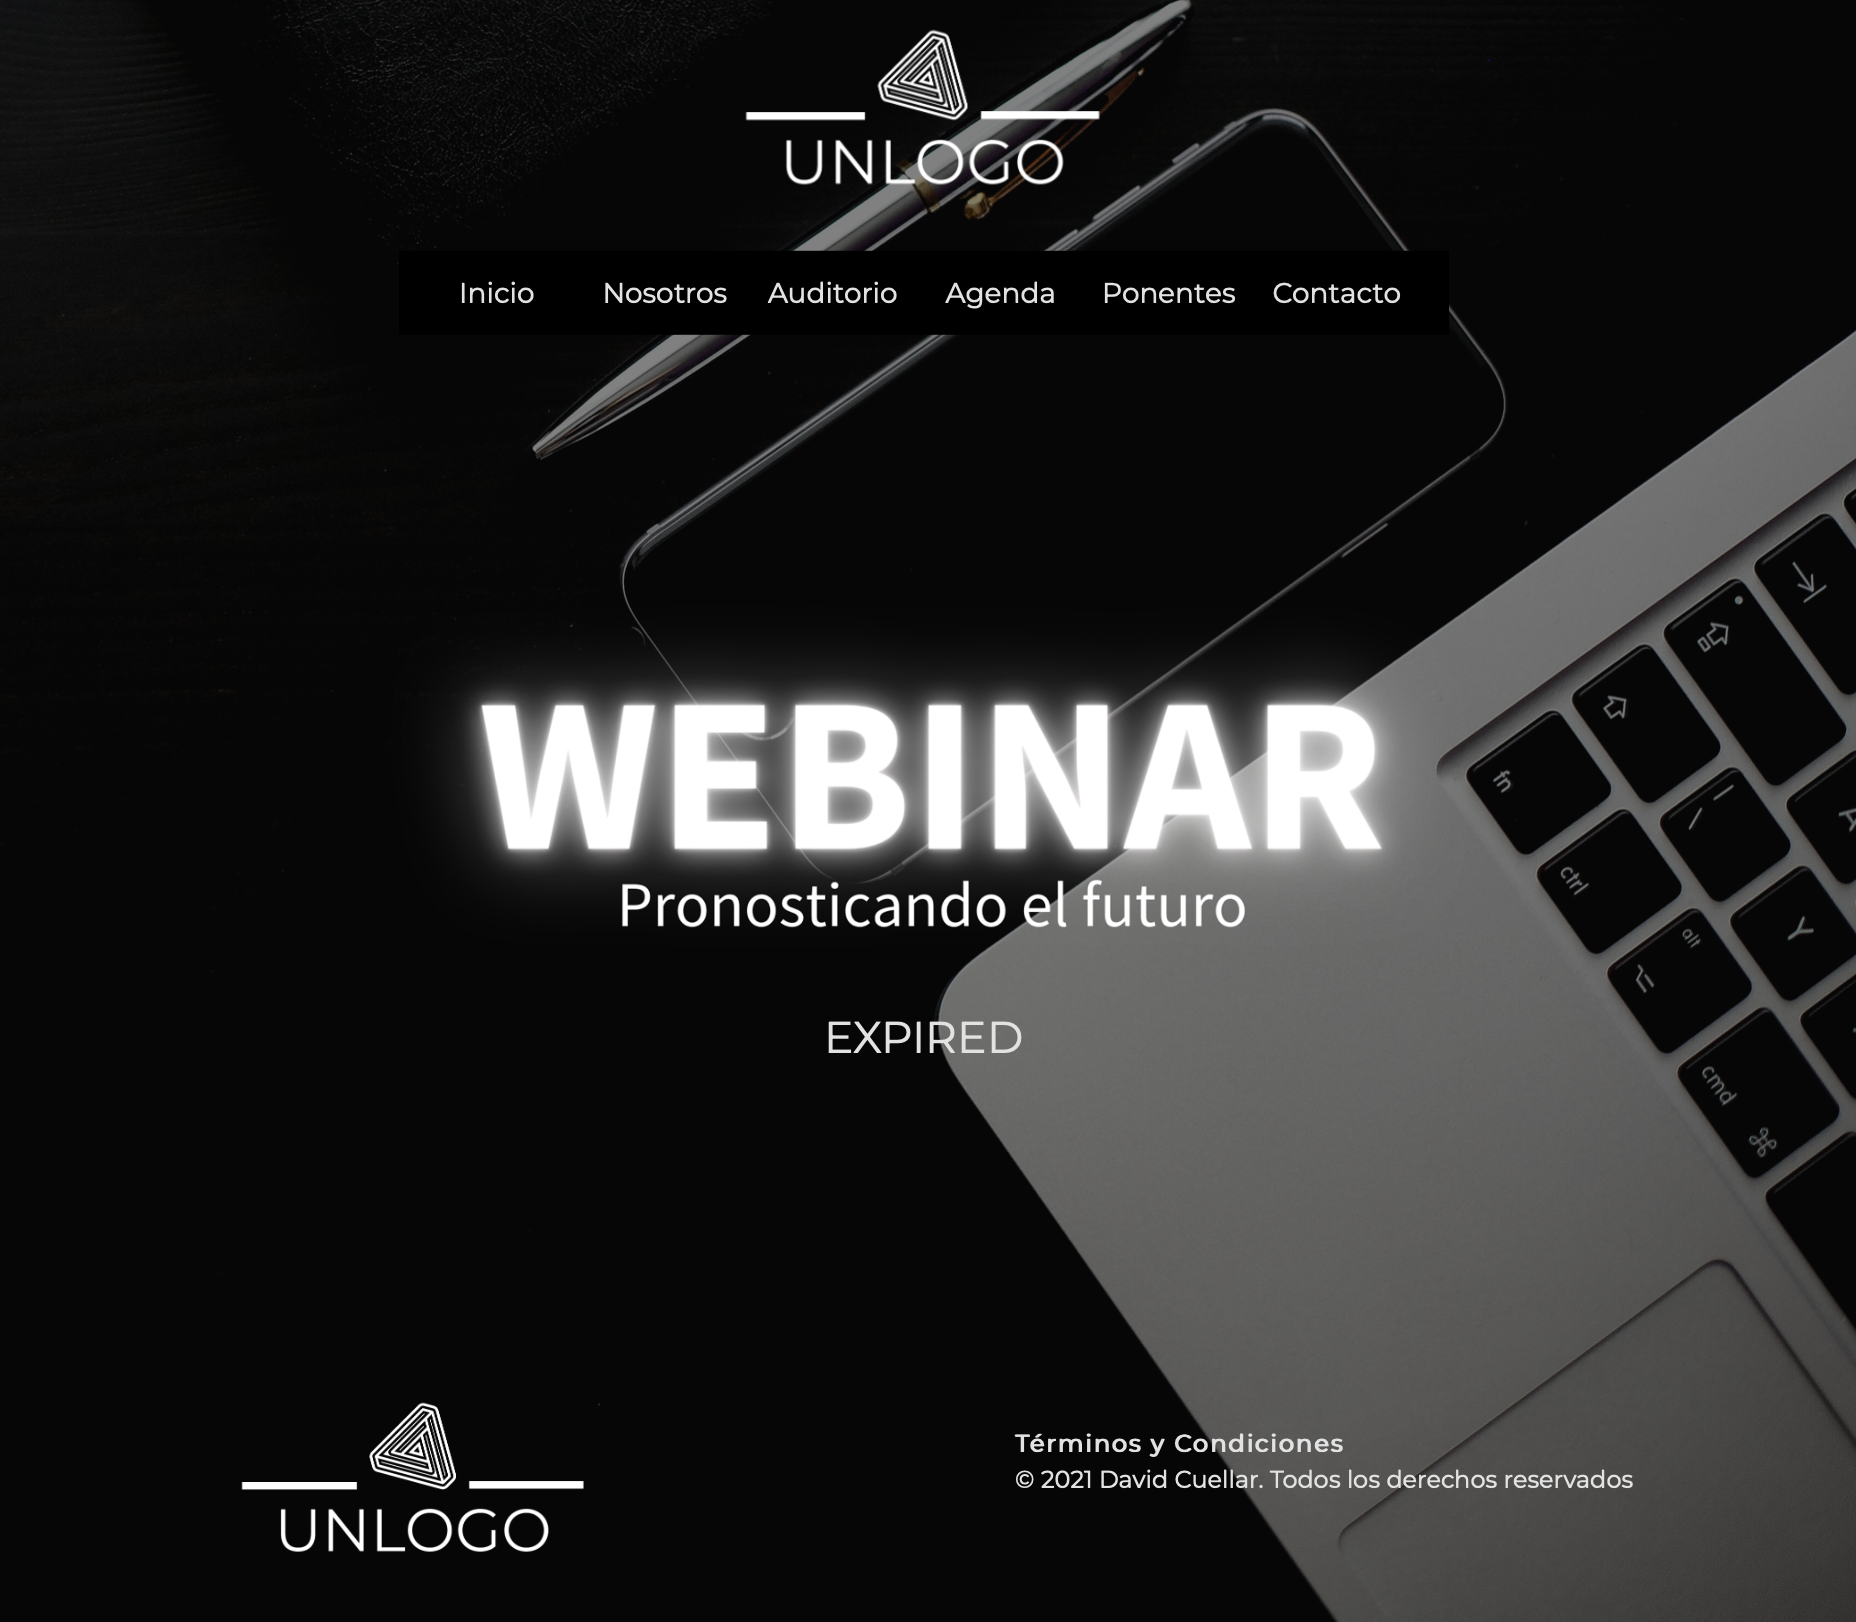 UNLOGO
Inicio Nosotros Auditorio Agenda Ponentes Contacto
WEBINAR
Pronosticando el futuro
EXPIRED
fn
ctrl
alt
Y
A
cmd
⌘
UNLOGO
Términos y Condiciones
© 2021 David Cuellar. Todos los derechos reservados